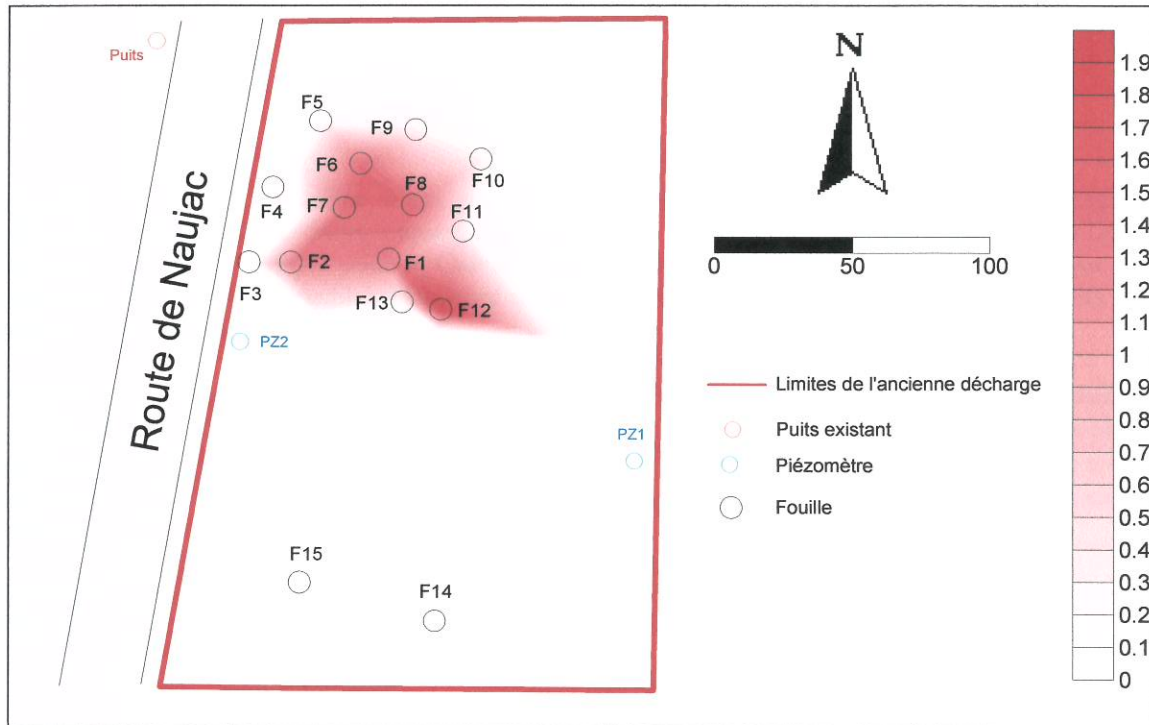 Puits
Route de Naujac
F5
F9
F6
F10
F4
F7
F8
F11
F2
F1
F3
F13
F12
PZ2
PZ1
F15
F14
N
0
50
100
Limites de l'ancienne décharge
Puits existant
Piézomètre
Fouille
1.9
1.8
1.7
1.6
1.5
1.4
1.3
1.2
1.1
1
0.9
0.8
0.7
0.6
0.5
0.4
0.3
0.2
0.1
0